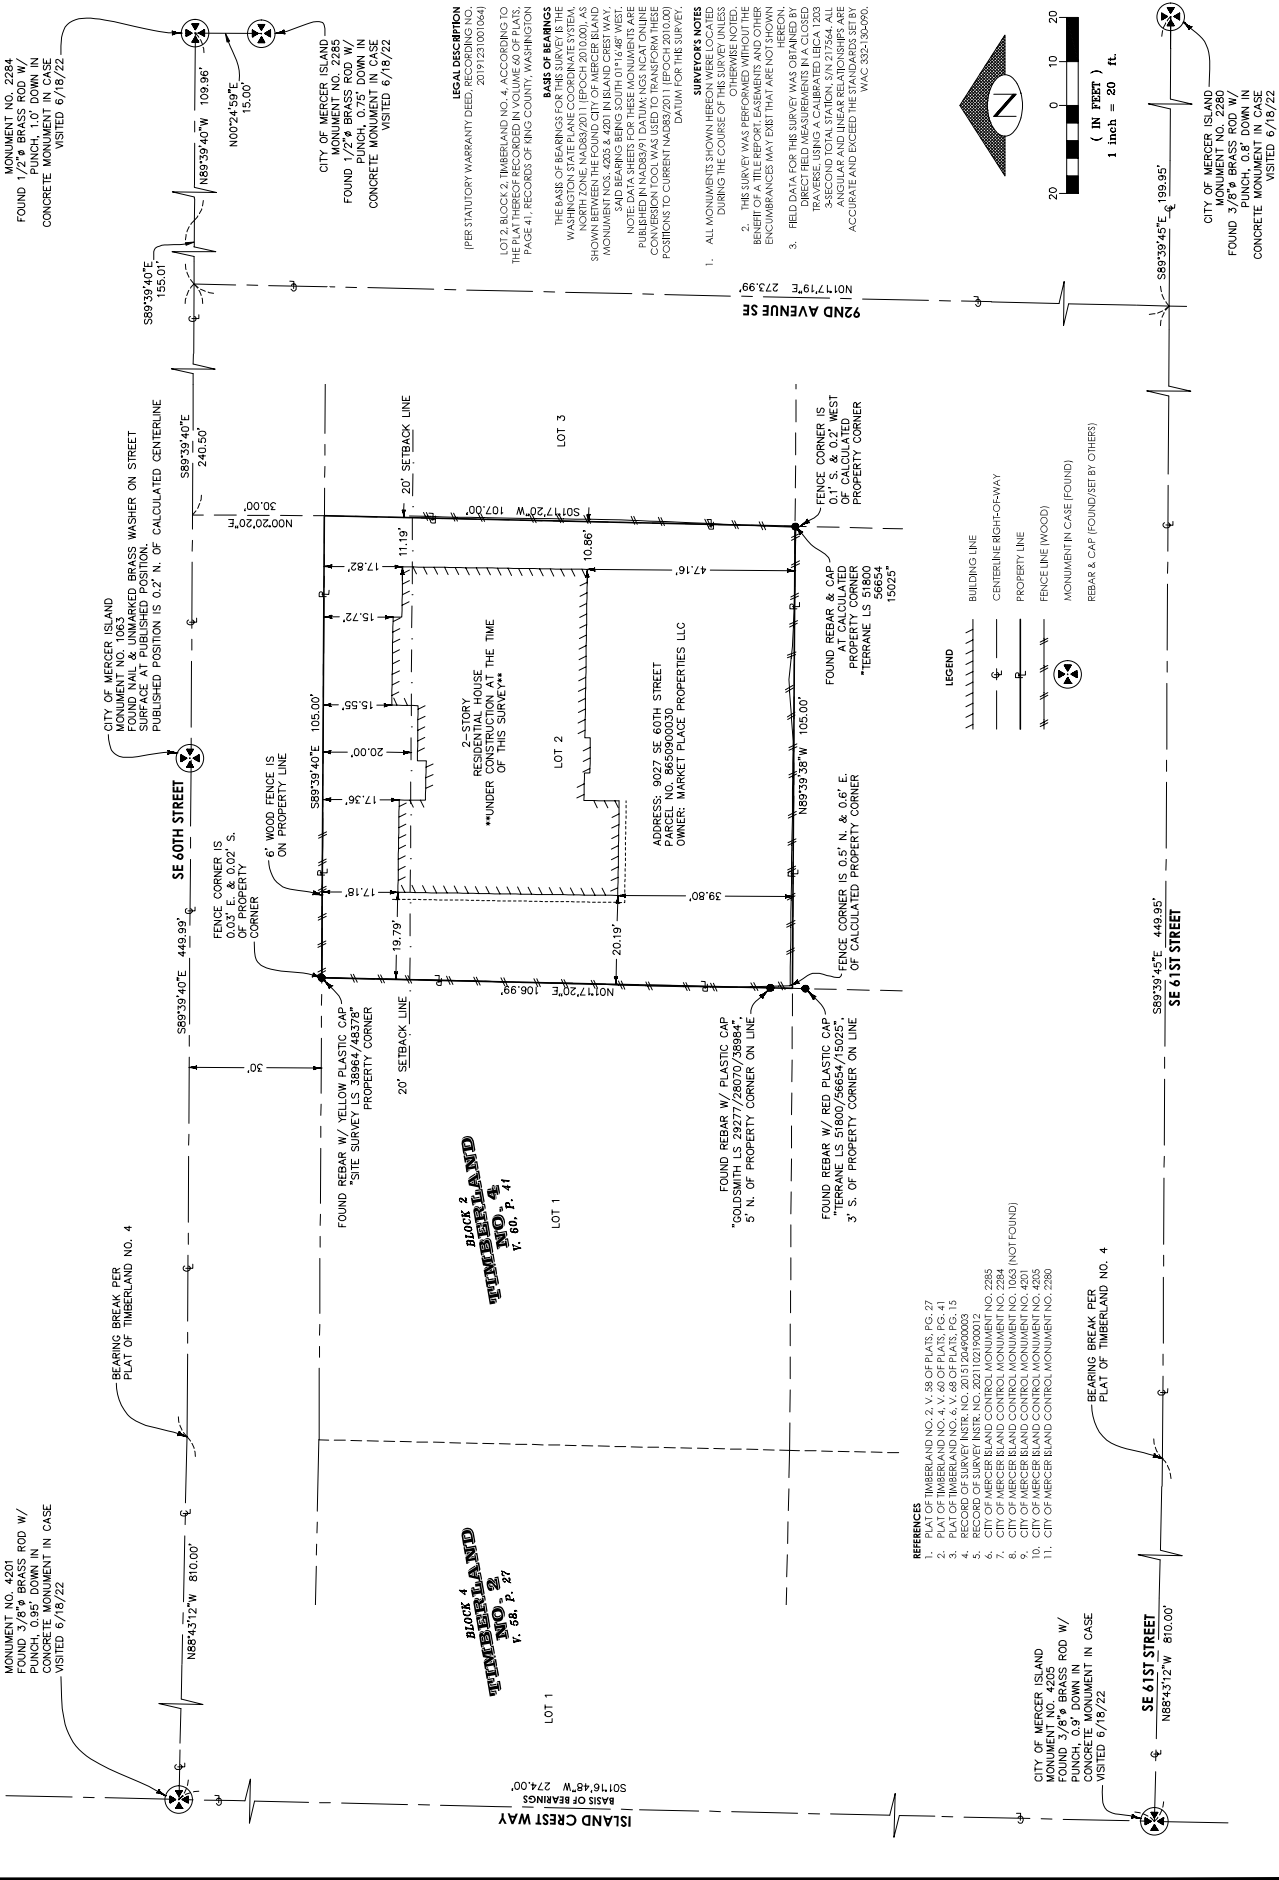 MONUMENT NO. 4201
FOUND 3/8"ø BRASS ROD W/
PUNCH, 0.95' DOWN IN
CONCRETE MONUMENT IN CASE
VISITED 6/18/22
N88°43'12"W 810.00'
BEARING BREAK PER
PLAT OF TIMBERLAND NO. 4
SE 60TH STREET
S89°39'40"E 449.99'
CITY OF MERCER ISLAND
MONUMENT NO. 1063
FOUND NAIL & UNMARKED BRASS WASHER ON STREET
SURFACE AT PUBLISHED POSITION.
PUBLISHED POSITION IS 0.2' N. OF CALCULATED CENTERLINE
S89°39'40"E
240.50'
S89°39'40"E
155.01'
N89°39'40"W 109.96'
MONUMENT NO. 2284
FOUND 1/2"ø BRASS ROD W/
PUNCH, 1.0' DOWN IN
CONCRETE MONUMENT IN CASE
VISITED 6/18/22
N00°24'59"E
15.00'
CITY OF MERCER ISLAND
MONUMENT NO. 2285
FOUND 1/2"ø BRASS ROD W/
PUNCH, 0.75' DOWN IN
CONCRETE MONUMENT IN CASE
VISITED 6/18/22
30'
FENCE CORNER IS
0.03' E. & 0.02' S.
OF PROPERTY
CORNER
6' WOOD FENCE IS
ON PROPERTY LINE
N00°20'20"E
30.00'
S89°39'40"E 105.00'
FOUND REBAR W/ YELLOW PLASTIC CAP
"SITE SURVEY LS 38964/48378"
PROPERTY CORNER
20' SETBACK LINE
20' SETBACK LINE
17.18'
17.36'
20.00'
15.55'
15.72'
17.82'
19.79'
11.19'
20.19'
10.86'
39.80'
47.16'
2-STORY
RESIDENTIAL HOUSE
**UNDER CONSTRUCTION AT THE TIME
OF THIS SURVEY**
LOT 2
ADDRESS: 9027 SE 60TH STREET
PARCEL NO. 8650900030
OWNER: MARKET PLACE PROPERTIES LLC
N01°17'20"E 106.99'
S01°17'20"W 107.00'
N89°39'38"W 105.00'
LOT 3
LOT 1
LOT 1
BLOCK 2
TIMBERLAND
NO. 4
V. 60, P. 41
BLOCK 4
TIMBERLAND
NO. 2
V. 58, P. 27
FOUND REBAR W/ PLASTIC CAP
"GOLDSMITH LS 29277/28070/38984",
5' N. OF PROPERTY CORNER ON LINE
FOUND REBAR W/ RED PLASTIC CAP
"TERRANE LS 51800/56654/15025",
3' S. OF PROPERTY CORNER ON LINE
FENCE CORNER IS 0.5' N. & 0.6' E.
OF CALCULATED PROPERTY CORNER
FOUND REBAR & CAP
AT CALCULATED
PROPERTY CORNER
"TERRANE LS 51800
56654
15025"
FENCE CORNER IS
0.1' S. & 0.2' WEST
OF CALCULATED
PROPERTY CORNER
ISLAND CREST WAY
BASIS OF BEARINGS
S01°16'48"W 274.00'
92ND AVENUE SE
N01°17'19"E 273.99'
LEGAL DESCRIPTION
(PER STATUTORY WARRANTY DEED, RECORDING NO.
20191231001064)
LOT 2, BLOCK 2, TIMBERLAND NO. 4, ACCORDING TO
THE PLAT THEREOF RECORDED IN VOLUME 60 OF PLATS,
PAGE 41, RECORDS OF KING COUNTY, WASHINGTON
BASIS OF BEARINGS
THE BASIS OF BEARINGS FOR THIS SURVEY IS THE
WASHINGTON STATE PLANE COORDINATE SYSTEM,
NORTH ZONE, NAD83/2011 (EPOCH 2010.00), AS
SHOWN BETWEEN THE FOUND CITY OF MERCER ISLAND
MONUMENT NOS. 4205 & 4201 IN ISLAND CREST WAY.
SAID BEARING BEING SOUTH 01°16'48" WEST.
NOTE: DATA SHEETS FOR THESE MONUMENTS ARE
PUBLISHED IN NAD83/91 DATUM; NGS NCAT ONLINE
CONVERSION TOOL WAS USED TO TRANSFORM THESE
POSITIONS TO CURRENT NAD83/2011 (EPOCH 2010.00)
DATUM FOR THIS SURVEY.
SURVEYOR'S NOTES
1. ALL MONUMENTS SHOWN HEREON WERE LOCATED
DURING THE COURSE OF THIS SURVEY UNLESS
OTHERWISE NOTED.
2. THIS SURVEY WAS PERFORMED WITHOUT THE
BENEFIT OF A TITLE REPORT. EASEMENTS AND OTHER
ENCUMBRANCES MAY EXIST THAT ARE NOT SHOWN
HEREON.
3. FIELD DATA FOR THIS SURVEY WAS OBTAINED BY
DIRECT FIELD MEASUREMENTS IN A CLOSED
TRAVERSE, USING A CALIBRATED LEICA 1203
3-SECOND TOTAL STATION, S/N 217564. ALL
ANGULAR AND LINEAR RELATIONSHIPS ARE
ACCURATE AND EXCEED THE STANDARDS SET BY
WAC 332-130-090.
LEGEND
BUILDING LINE
CENTERLINE RIGHT-OF-WAY
PROPERTY LINE
FENCE LINE (WOOD)
MONUMENT IN CASE (FOUND)
REBAR & CAP (FOUND/SET BY OTHERS)
N
20 0 10 20
( IN FEET )
1 inch = 20 ft.
REFERENCES
1. PLAT OF TIMBERLAND NO. 2, V. 58 OF PLATS, PG. 27
2. PLAT OF TIMBERLAND NO. 4, V. 60 OF PLATS, PG. 41
3. PLAT OF TIMBERLAND NO. 6, V. 68 OF PLATS, PG. 15
4. RECORD OF SURVEY INSTR. NO. 20151204900003
5. RECORD OF SURVEY INSTR. NO. 20211021900012
6. CITY OF MERCER ISLAND CONTROL MONUMENT NO. 2285
7. CITY OF MERCER ISLAND CONTROL MONUMENT NO. 2284
8. CITY OF MERCER ISLAND CONTROL MONUMENT NO. 1063 (NOT FOUND)
9. CITY OF MERCER ISLAND CONTROL MONUMENT NO. 4201
10. CITY OF MERCER ISLAND CONTROL MONUMENT NO. 4205
11. CITY OF MERCER ISLAND CONTROL MONUMENT NO. 2280
CITY OF MERCER ISLAND
MONUMENT NO. 4205
FOUND 3/8"ø BRASS ROD W/
PUNCH, 0.9' DOWN IN
CONCRETE MONUMENT IN CASE
VISITED 6/18/22
SE 61ST STREET
N88°43'12"W 810.00'
BEARING BREAK PER
PLAT OF TIMBERLAND NO. 4
S89°39'45"E 449.95'
SE 61ST STREET
S89°39'45"E 199.95'
CITY OF MERCER ISLAND
MONUMENT NO. 2280
FOUND 3/8"ø BRASS ROD W/
PUNCH, 0.8' DOWN IN
CONCRETE MONUMENT IN CASE
VISITED 6/18/22